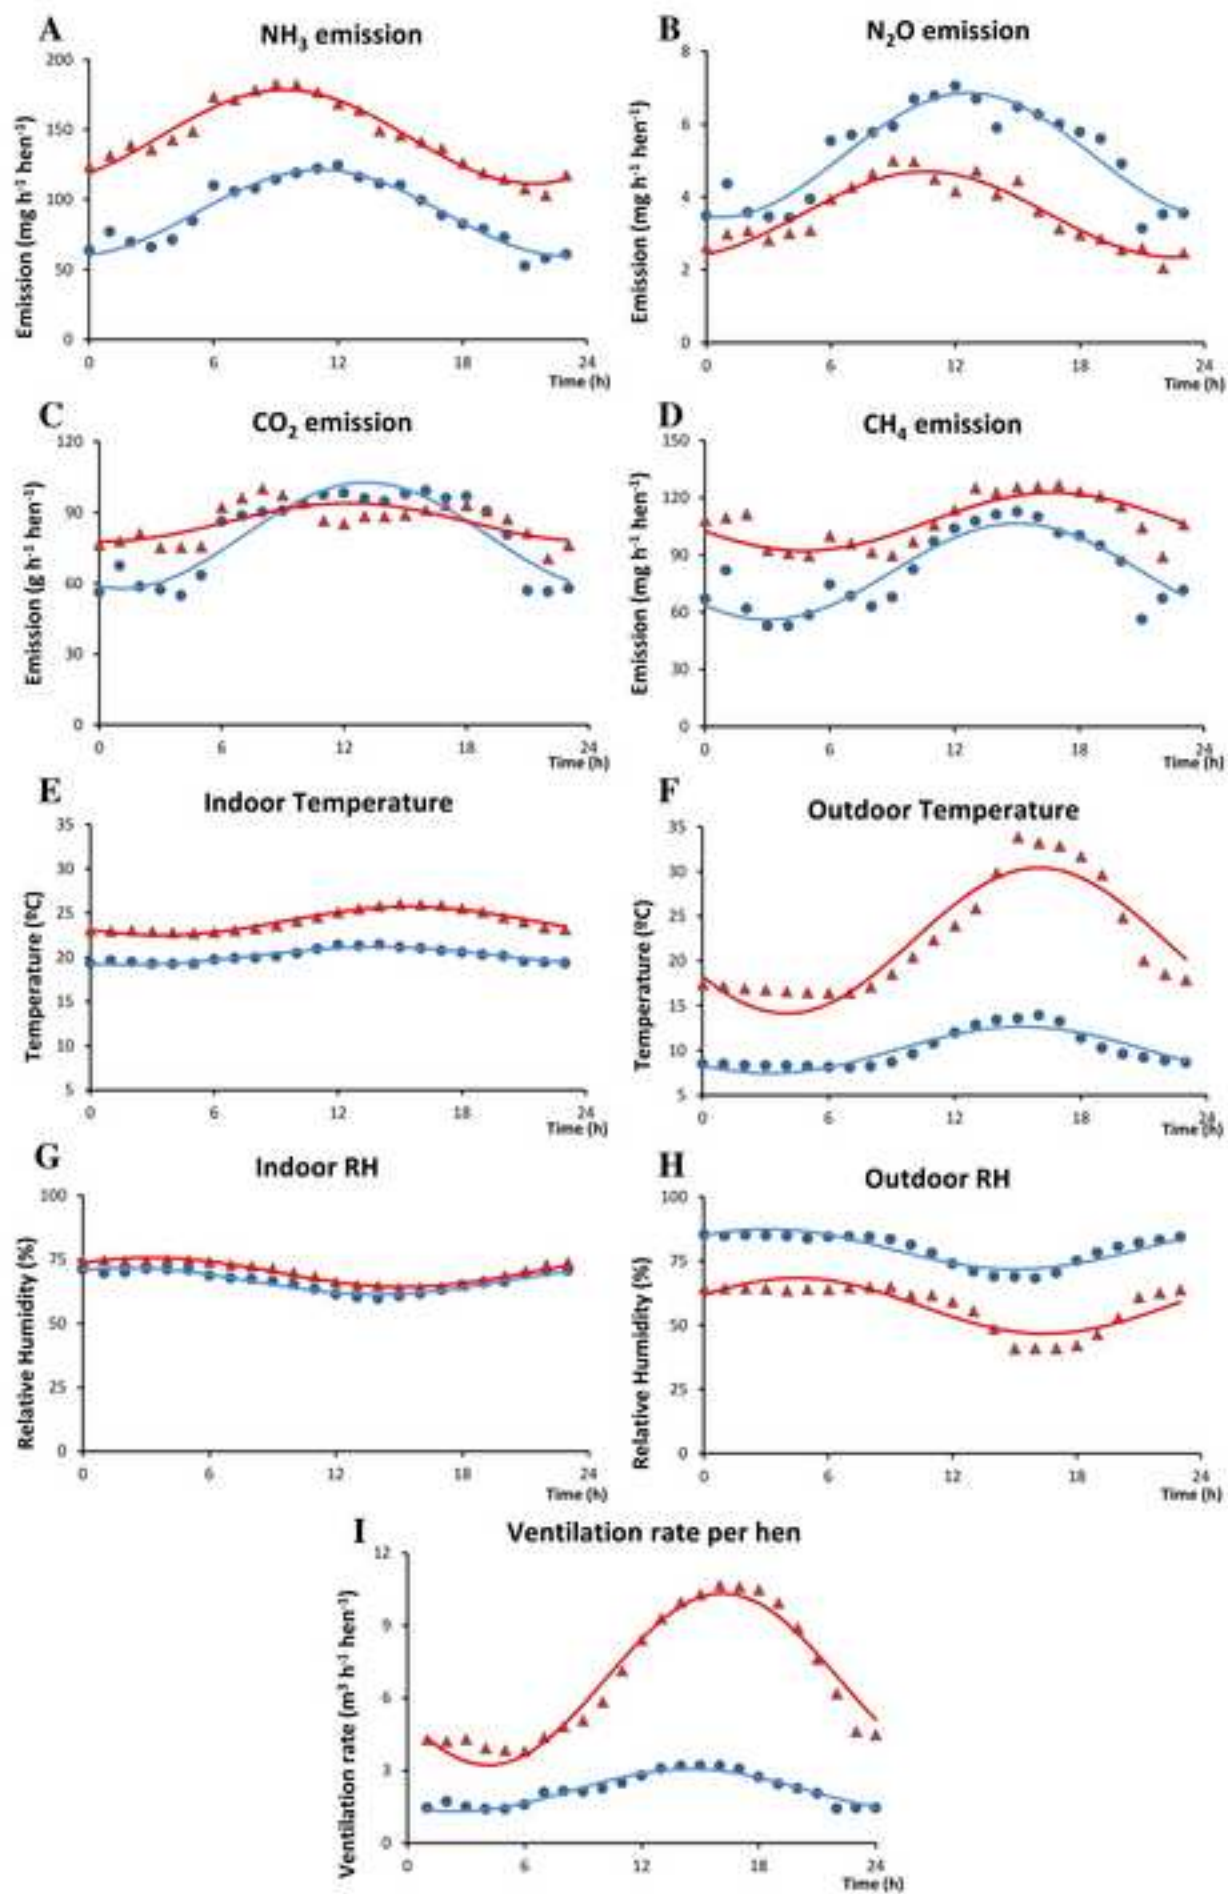 A
NH3 emission
Emission (mg h-1 hen-1)
200
150
100
50
0
0 6 12 18 24
Time (h)
B
N2O emission
Emission (mg h-1 hen-1)
8
6
4
2
0
0 6 12 18 24
Time (h)
C
CO2 emission
Emission (g h-1 hen-1)
120
90
60
30
0
0 6 12 18 24
Time (h)
D
CH4 emission
Emission (mg h-1 hen-1)
150
120
90
60
30
0
0 6 12 18 24
Time (h)
E
Indoor Temperature
Temperature (ºC)
35
30
25
20
15
10
5
0 6 12 18 24
Time (h)
F
Outdoor Temperature
Temperature (ºC)
35
30
25
20
15
10
5
0 6 12 18 24
Time (h)
G
Indoor RH
Relative Humidity (%)
100
75
50
25
0
0 6 12 18 24
Time (h)
H
Outdoor RH
Relative Humidity (%)
100
75
50
25
0
0 6 12 18 24
Time (h)
I
Ventilation rate per hen
Ventilation rate (m3 h-1 hen-1)
12
9
6
3
0
0 6 12 18 24
Time (h)